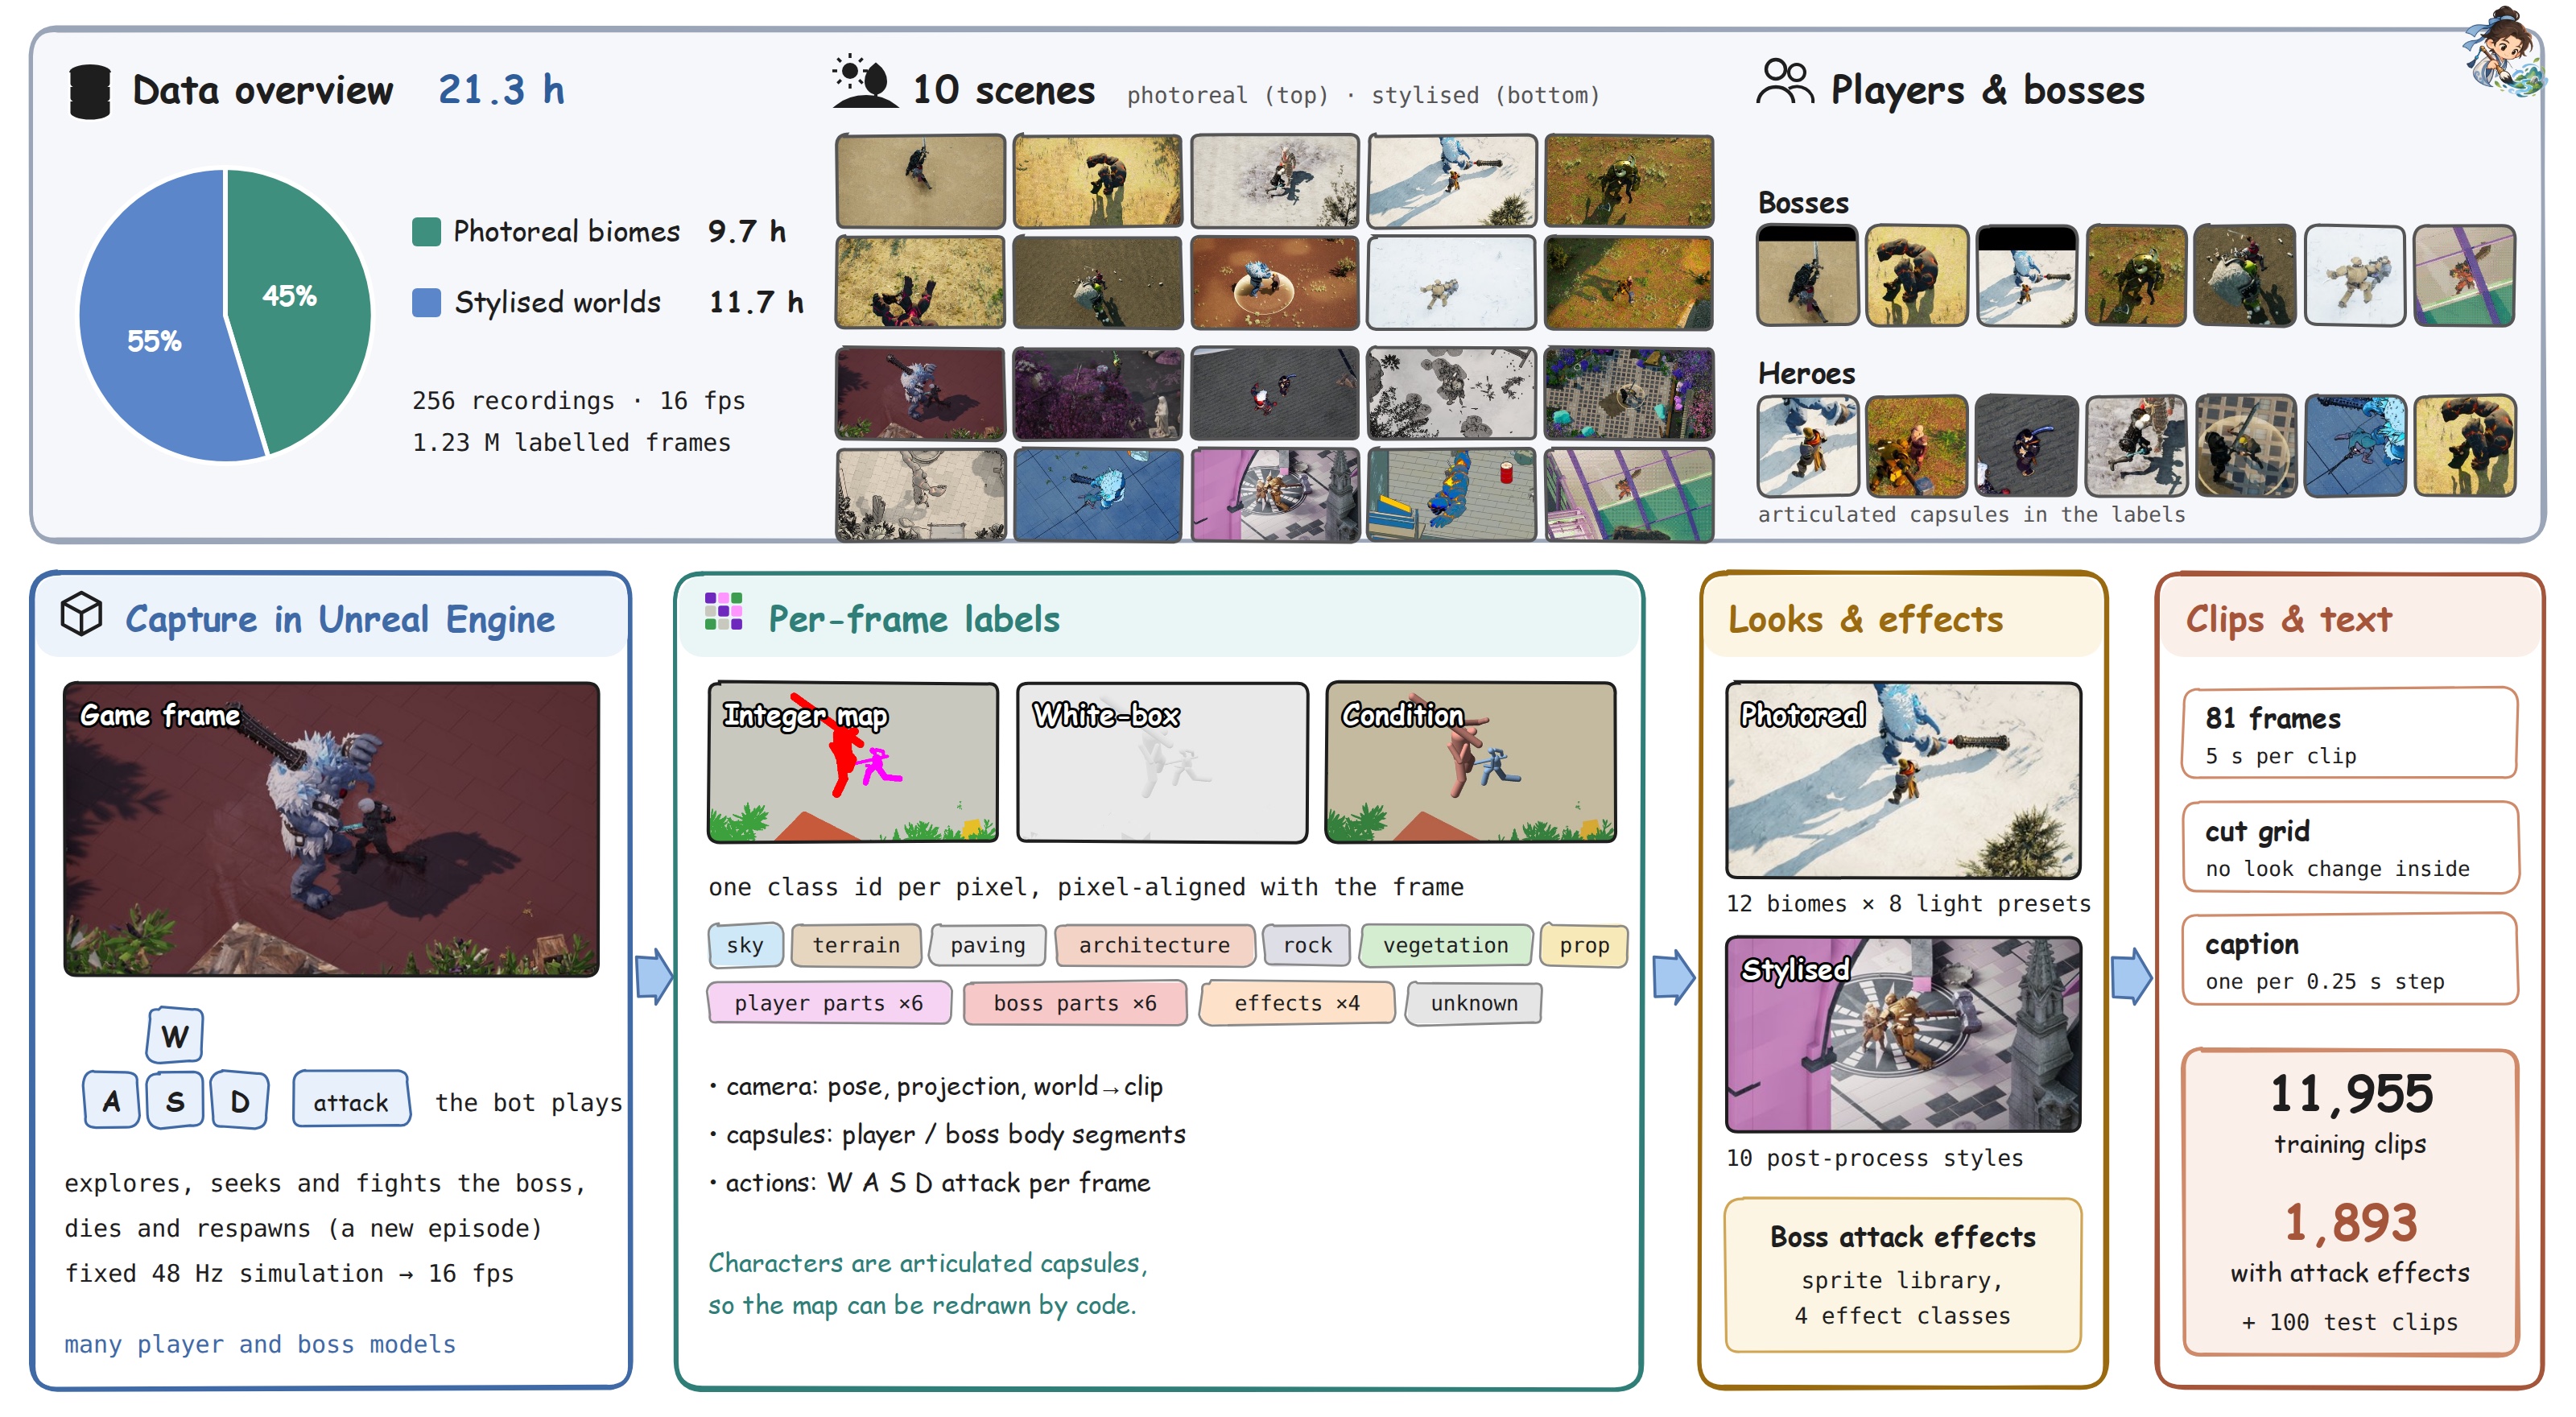 Data overview 21.3 h
45%
55%
Photoreal biomes 9.7 h
Stylised worlds 11.7 h
256 recordings · 16 fps
1.23 M labelled frames
10 scenes photoreal (top) · stylised (bottom)
Players & bosses
Bosses
Heroes
articulated capsules in the labels
Capture in Unreal Engine
Game frame
W
A S D attack the bot plays
explores, seeks and fights the boss,
dies and respawns (a new episode)
fixed 48 Hz simulation → 16 fps
many player and boss models
Per-frame labels
Integer map
White-box
Condition
one class id per pixel, pixel-aligned with the frame
sky terrain paving architecture rock vegetation prop
player parts ×6 boss parts ×6 effects ×4 unknown
· camera: pose, projection, world→clip
· capsules: player / boss body segments
· actions: W A S D attack per frame
Characters are articulated capsules,
so the map can be redrawn by code.
Looks & effects
Photoreal
12 biomes × 8 light presets
Stylised
10 post-process styles
Boss attack effects
sprite library,
4 effect classes
Clips & text
81 frames
5 s per clip
cut grid
no look change inside
caption
one per 0.25 s step
11,955
training clips
1,893
with attack effects
+ 100 test clips